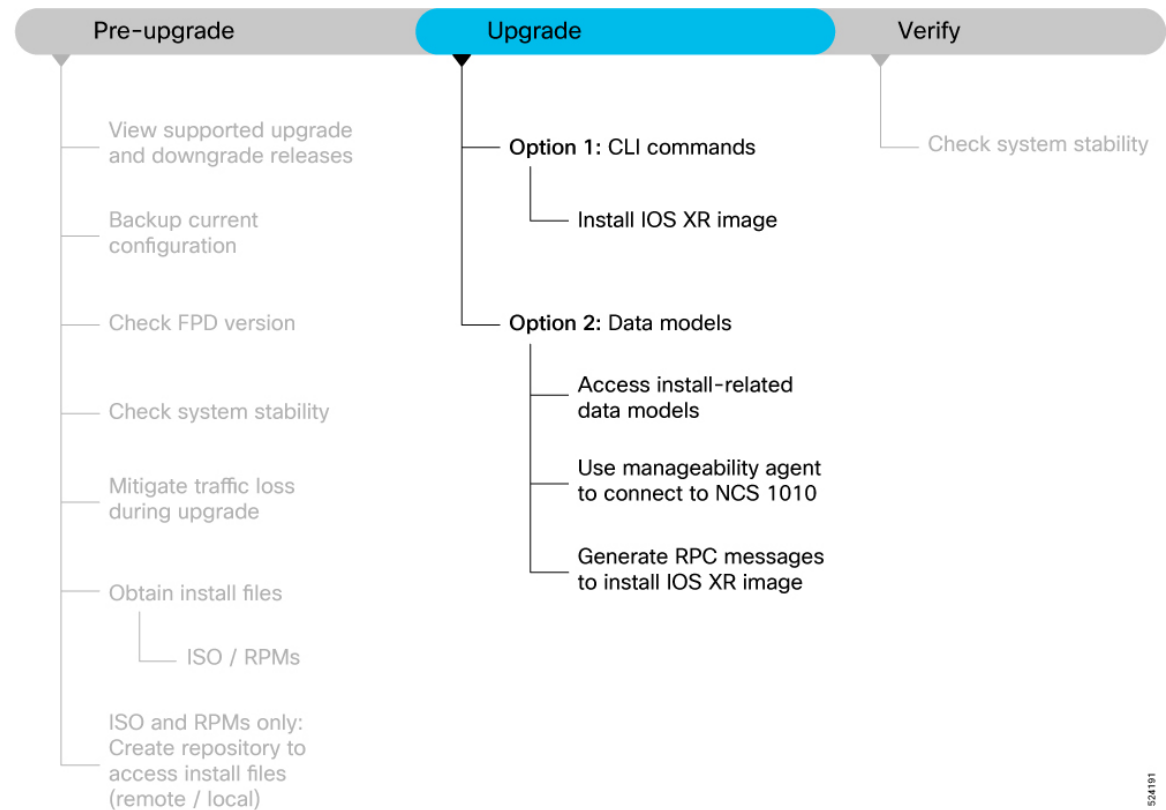 Pre-upgrade
Upgrade
Verify
View supported upgrade
and downgrade releases
Backup current
configuration
Check FPD version
Check system stability
Mitigate traffic loss
during upgrade
Obtain install files
ISO / RPMs
ISO and RPMs only:
Create repository to
access install files
(remote / local)
Option 1: CLI commands
Install IOS XR image
Option 2: Data models
Access install-related
data models
Use manageability agent
to connect to NCS 1010
Generate RPC messages
to install IOS XR image
Check system stability
524191